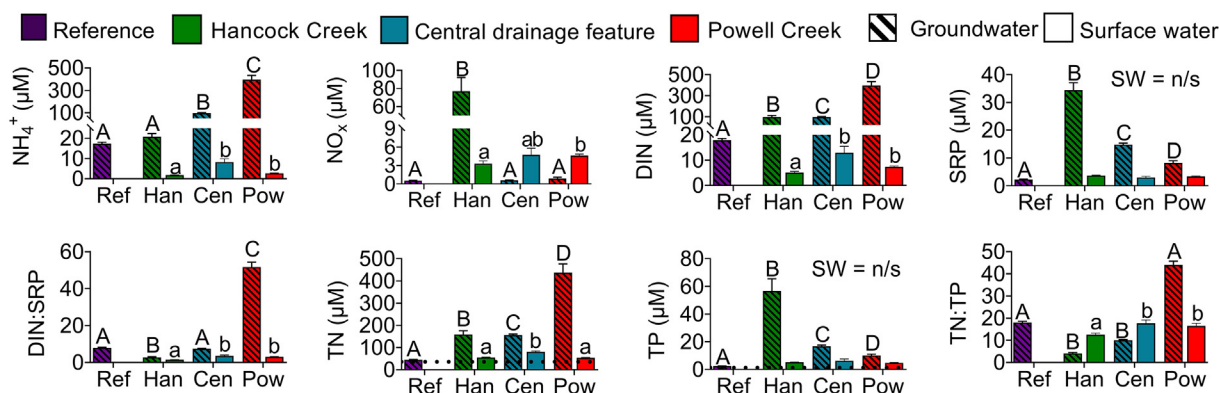 Reference Hancock Creek Central drainage feature Powell Creek Groundwater Surface water
NH₄⁺ (µM)
500
300
100
20
10
0
A A B a C b b
Ref Han Cen Pow
NOₓ (µM)
100
80
60
9
6
3
0
A B a A ab A b
Ref Han Cen Pow
DIN (µM)
500
300
100
20
10
0
A B a C b D b
Ref Han Cen Pow
SRP (µM)
40
30
20
10
0
SW = n/s
A B C D
Ref Han Cen Pow
DIN:SRP
60
40
20
0
A B a A b C b
Ref Han Cen Pow
TN (µM)
500
400
300
200
100
0
A B a C b D a
Ref Han Cen Pow
TP (µM)
80
60
40
20
0
SW = n/s
A B C D
Ref Han Cen Pow
TN:TP
50
40
30
20
10
0
A B a B b A b
Ref Han Cen Pow